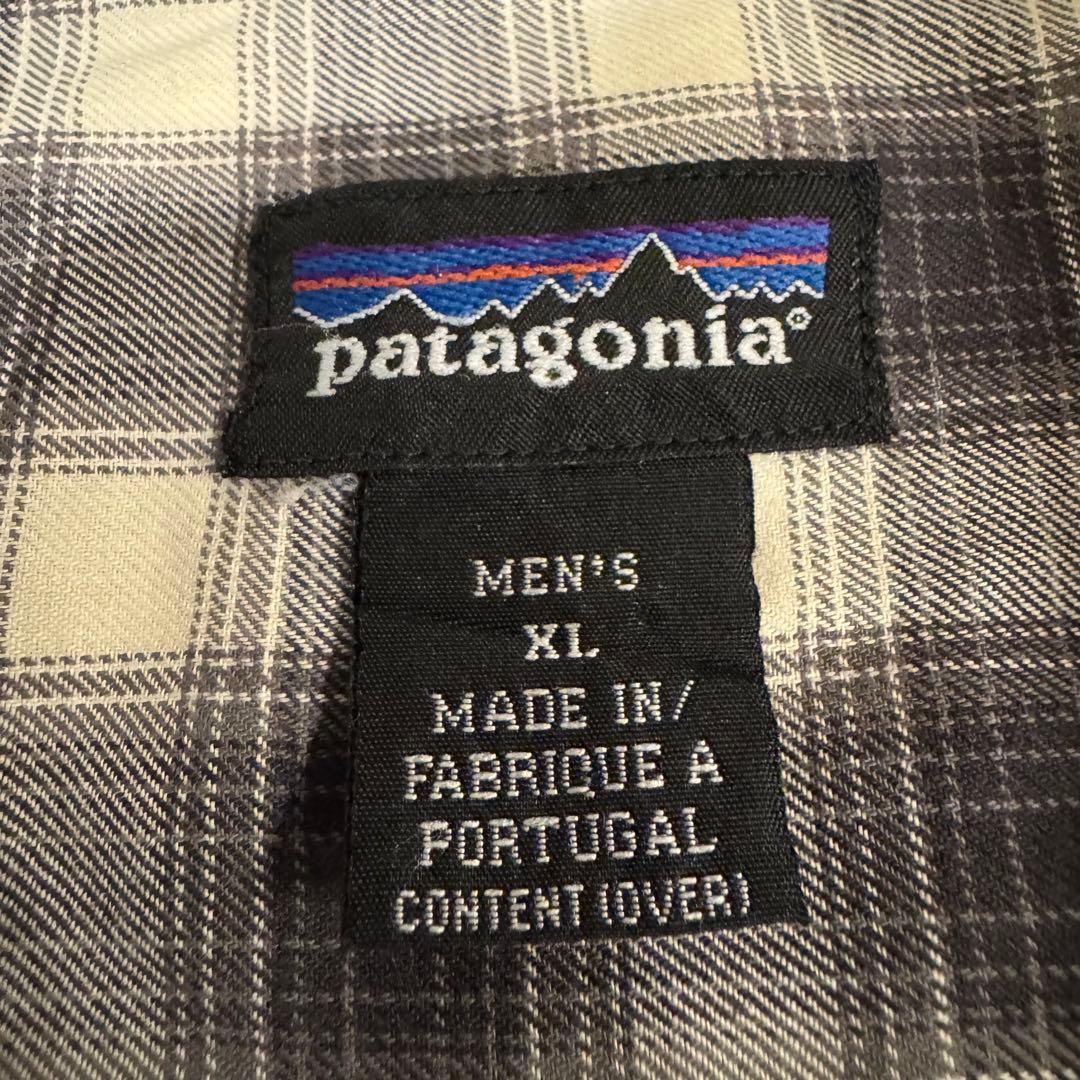 patagonia®
MEN'S
XL
MADE IN/
FABRIQUE A
PORTUGAL
CONTENT (OVER)